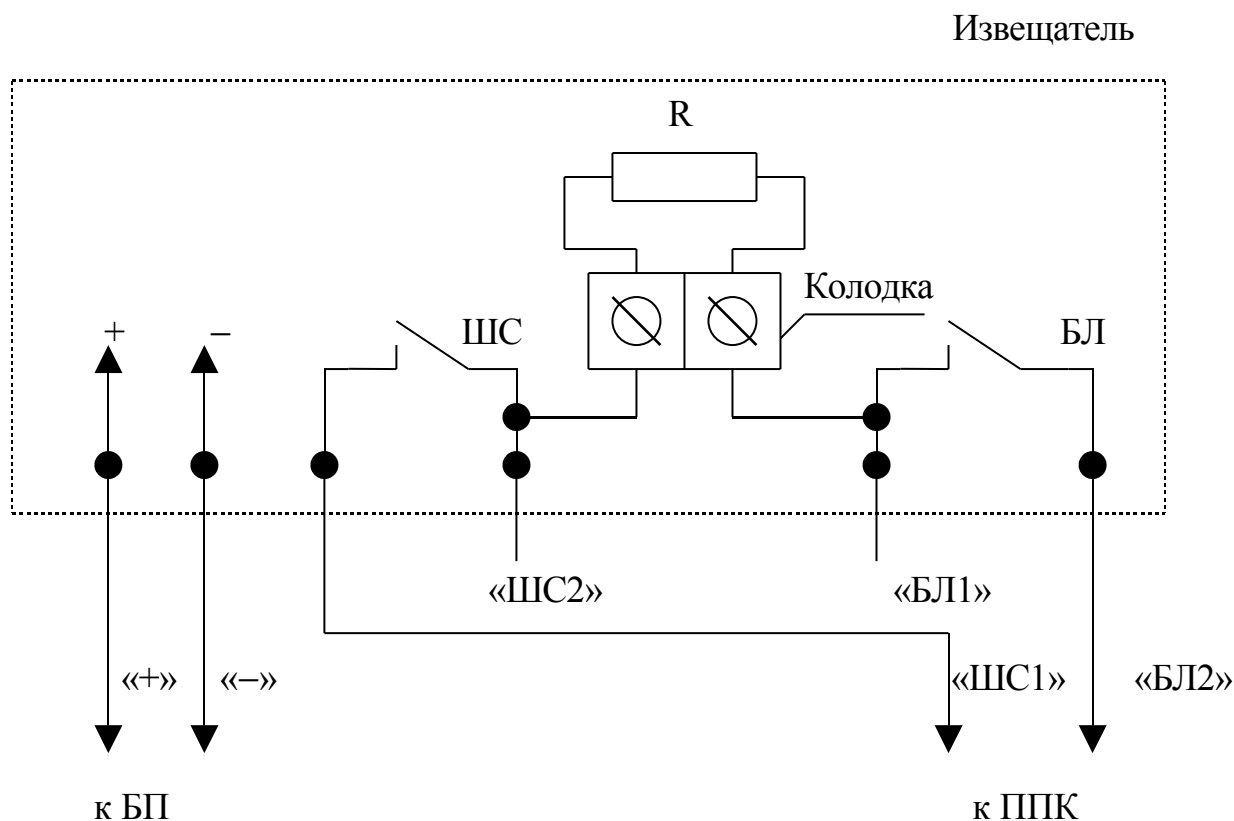 Извещатель
R
Колодка
+
–
ШС
БЛ
«ШС2»
«БЛ1»
«+»
«–»
«ШС1»
«БЛ2»
к БП
к ППК